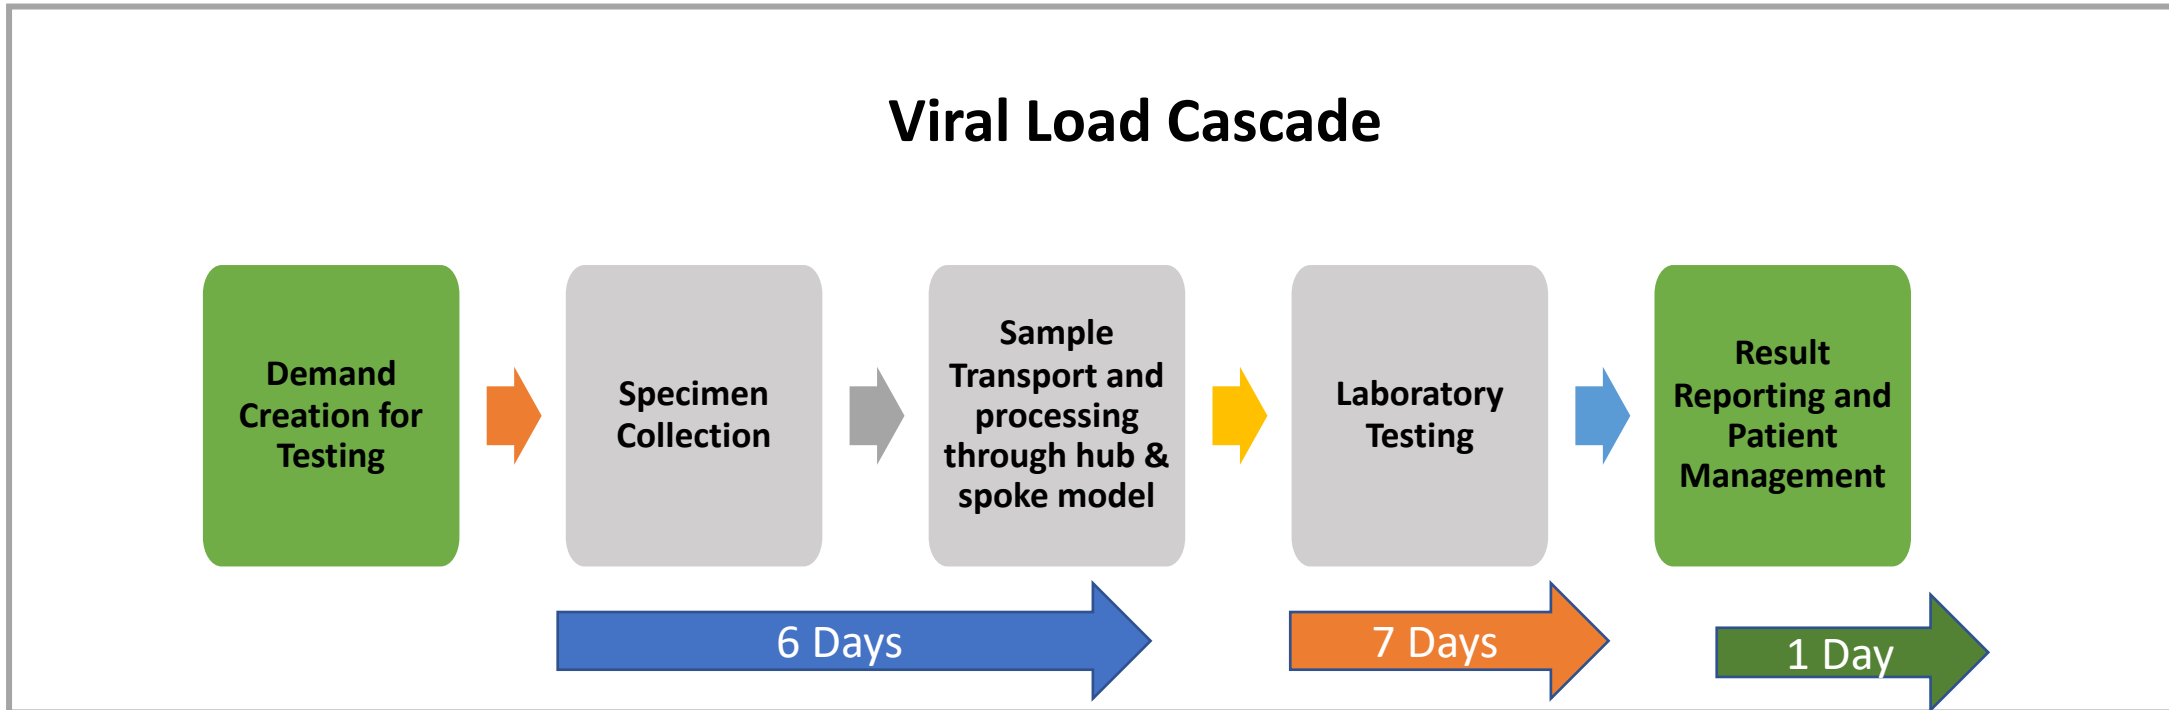 Viral Load Cascade
Demand
Creation for
Testing
Specimen
Collection
Sample
Transport and
processing
through hub &
spoke model
Laboratory
Testing
Result
Reporting and
Patient
Management
6 Days
7 Days
1 Day